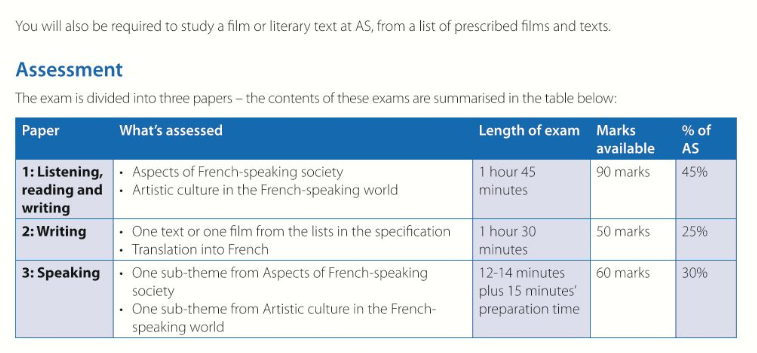 You will also be required to study a film or literary text at AS, from a list of prescribed films and texts.
Assessment
The exam is divided into three papers – the contents of these exams are summarised in the table below:
Paper What's assessed Length of exam Marks available % of AS
1: Listening, reading and writing
• Aspects of French-speaking society
• Artistic culture in the French-speaking world
1 hour 45 minutes
90 marks
45%
2: Writing
• One text or one film from the lists in the specification
• Translation into French
1 hour 30 minutes
50 marks
25%
3: Speaking
• One sub-theme from Aspects of French-speaking society
• One sub-theme from Artistic culture in the French-speaking world
12-14 minutes plus 15 minutes' preparation time
60 marks
30%